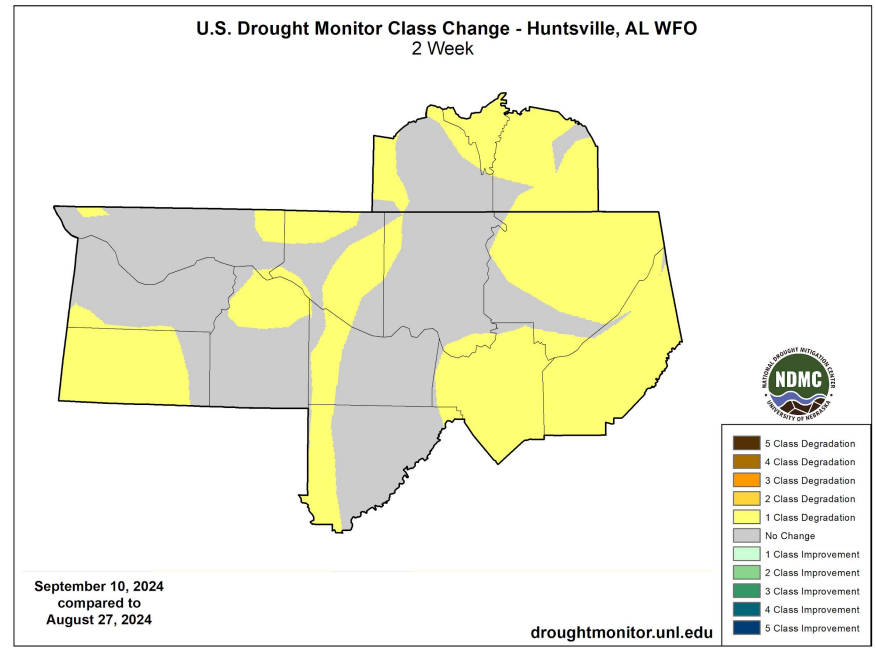 U.S. Drought Monitor Class Change - Huntsville, AL WFO
2 Week
NATIONAL DROUGHT MITIGATION CENTER
NDMC
UNIVERSITY OF NEBRASKA
5 Class Degradation
4 Class Degradation
3 Class Degradation
2 Class Degradation
1 Class Degradation
No Change
1 Class Improvement
2 Class Improvement
3 Class Improvement
4 Class Improvement
5 Class Improvement
September 10, 2024
compared to
August 27, 2024
droughtmonitor.unl.edu